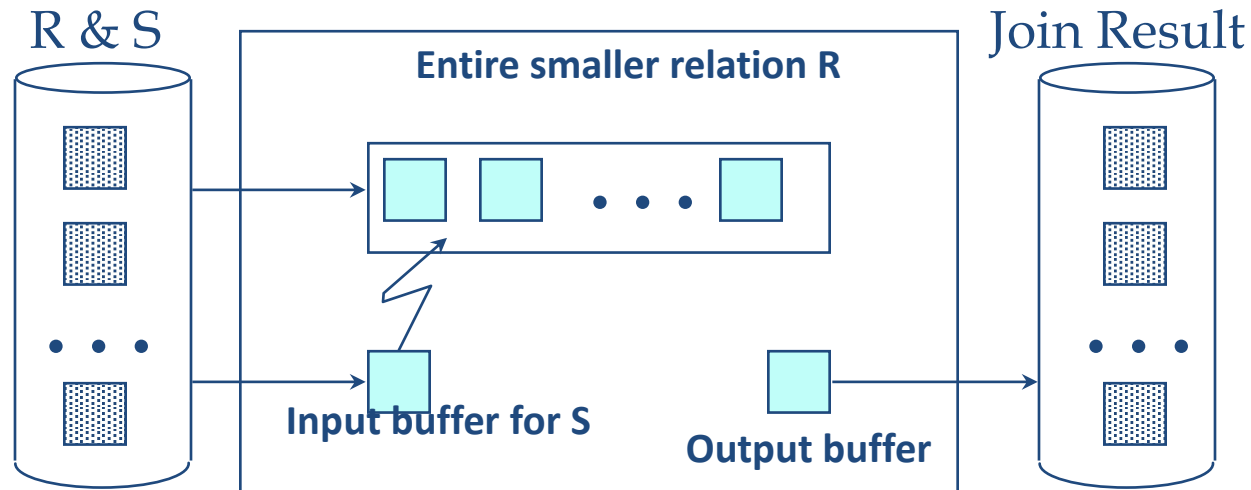 R & S
Join Result
Entire smaller relation R
Input buffer for S
Output buffer